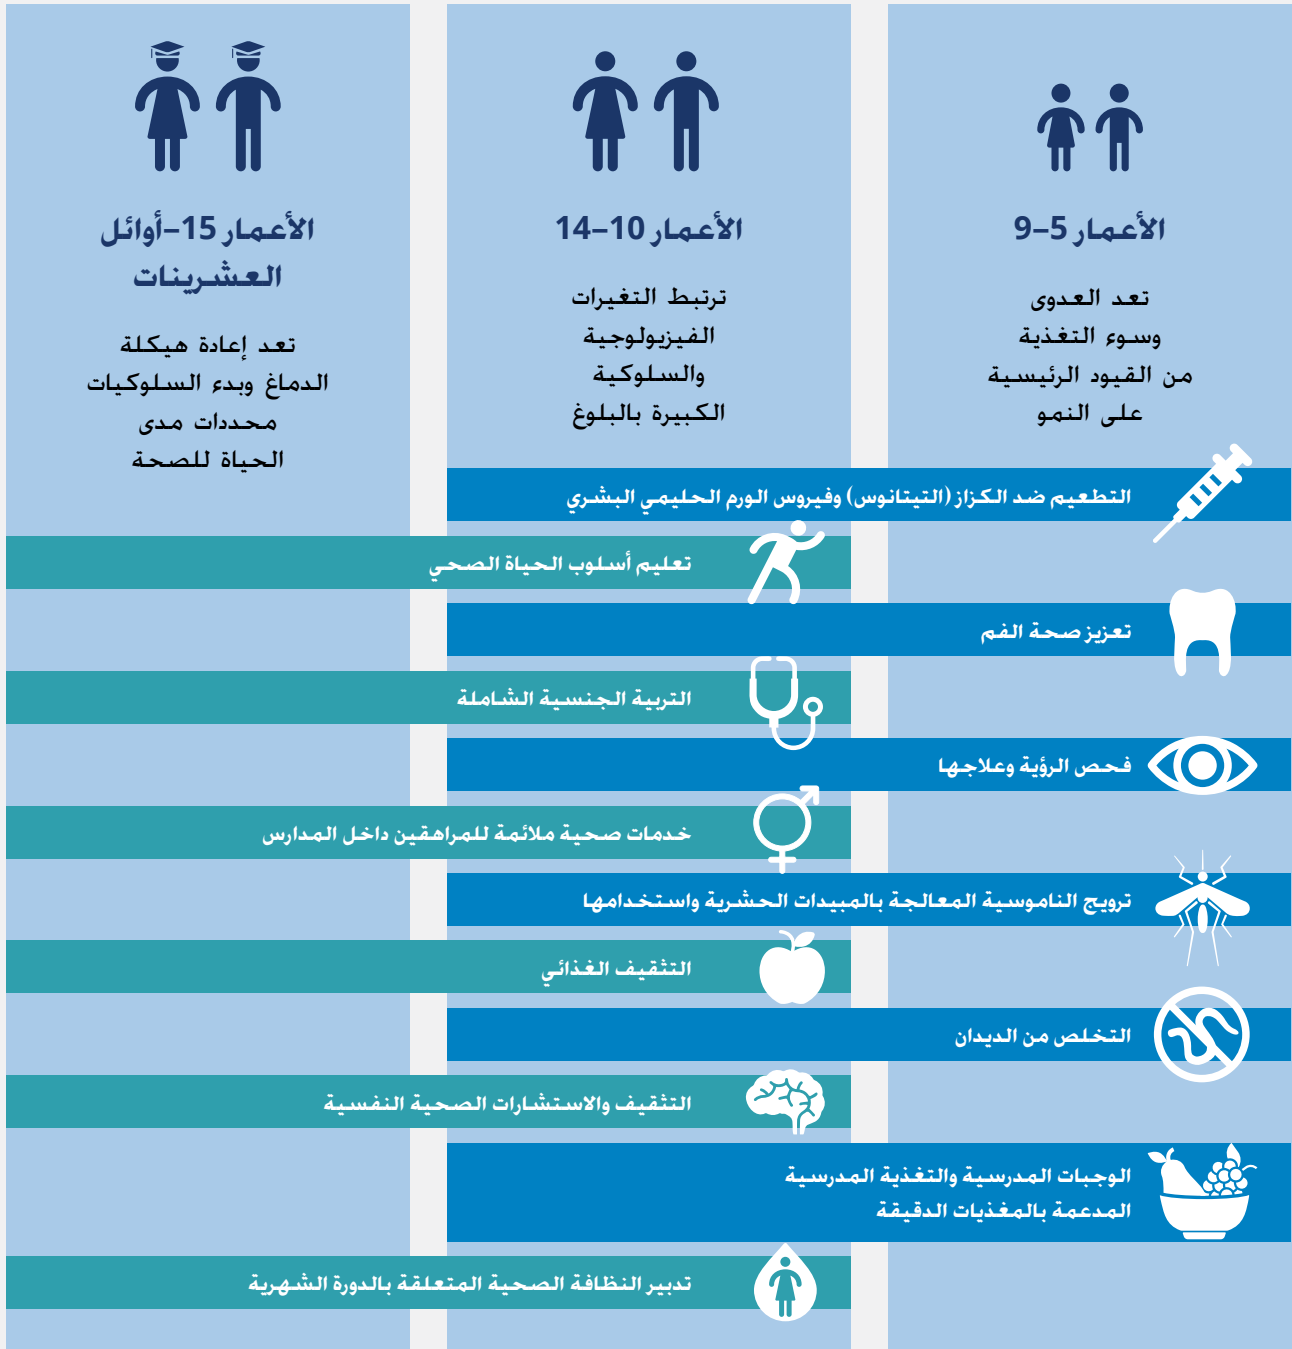 الأعمار 5–9
تعد العدوى
وسوء التغذية
من القيود الرئيسية
على النمو
الأعمار 10–14
ترتبط التغيرات
الفيزيولوجية
والسلوكية
الكبيرة بالبلوغ
الأعمار 15–أوائل
العشرينات
تعد إعادة هيكلة
الدماغ وبدء السلوكيات
محددات مدى
الحياة للصحة
التطعيم ضد الكزاز (التيتانوس) وفيروس الورم الحليمي البشري
تعليم أسلوب الحياة الصحي
تعزيز صحة الفم
التربية الجنسية الشاملة
فحص الرؤية وعلاجها
خدمات صحية ملائمة للمراهقين داخل المدارس
ترويج الناموسية المعالجة بالمبيدات الحشرية واستخدامها
التثقيف الغذائي
التخلص من الديدان
التثقيف والاستشارات الصحية النفسية
الوجبات المدرسية والتغذية المدرسية
المدعمة بالمغذيات الدقيقة
تدبير النظافة الصحية المتعلقة بالدورة الشهرية